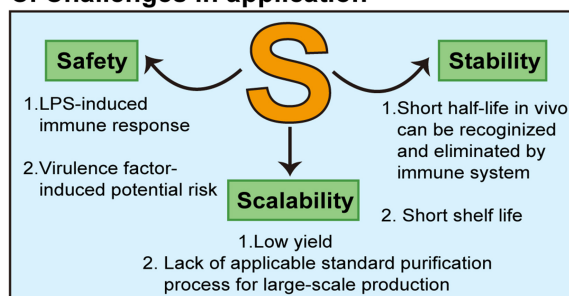 C. Challenges in application
S
Safety
1.LPS-induced
immune response
2.Virulence factor-
induced potential risk
Stability
1.Short half-life in vivo
can be recoginized
and eliminated by
immune system
2. Short shelf life
Scalability
1.Low yield
2. Lack of applicable standard purification
process for large-scale production